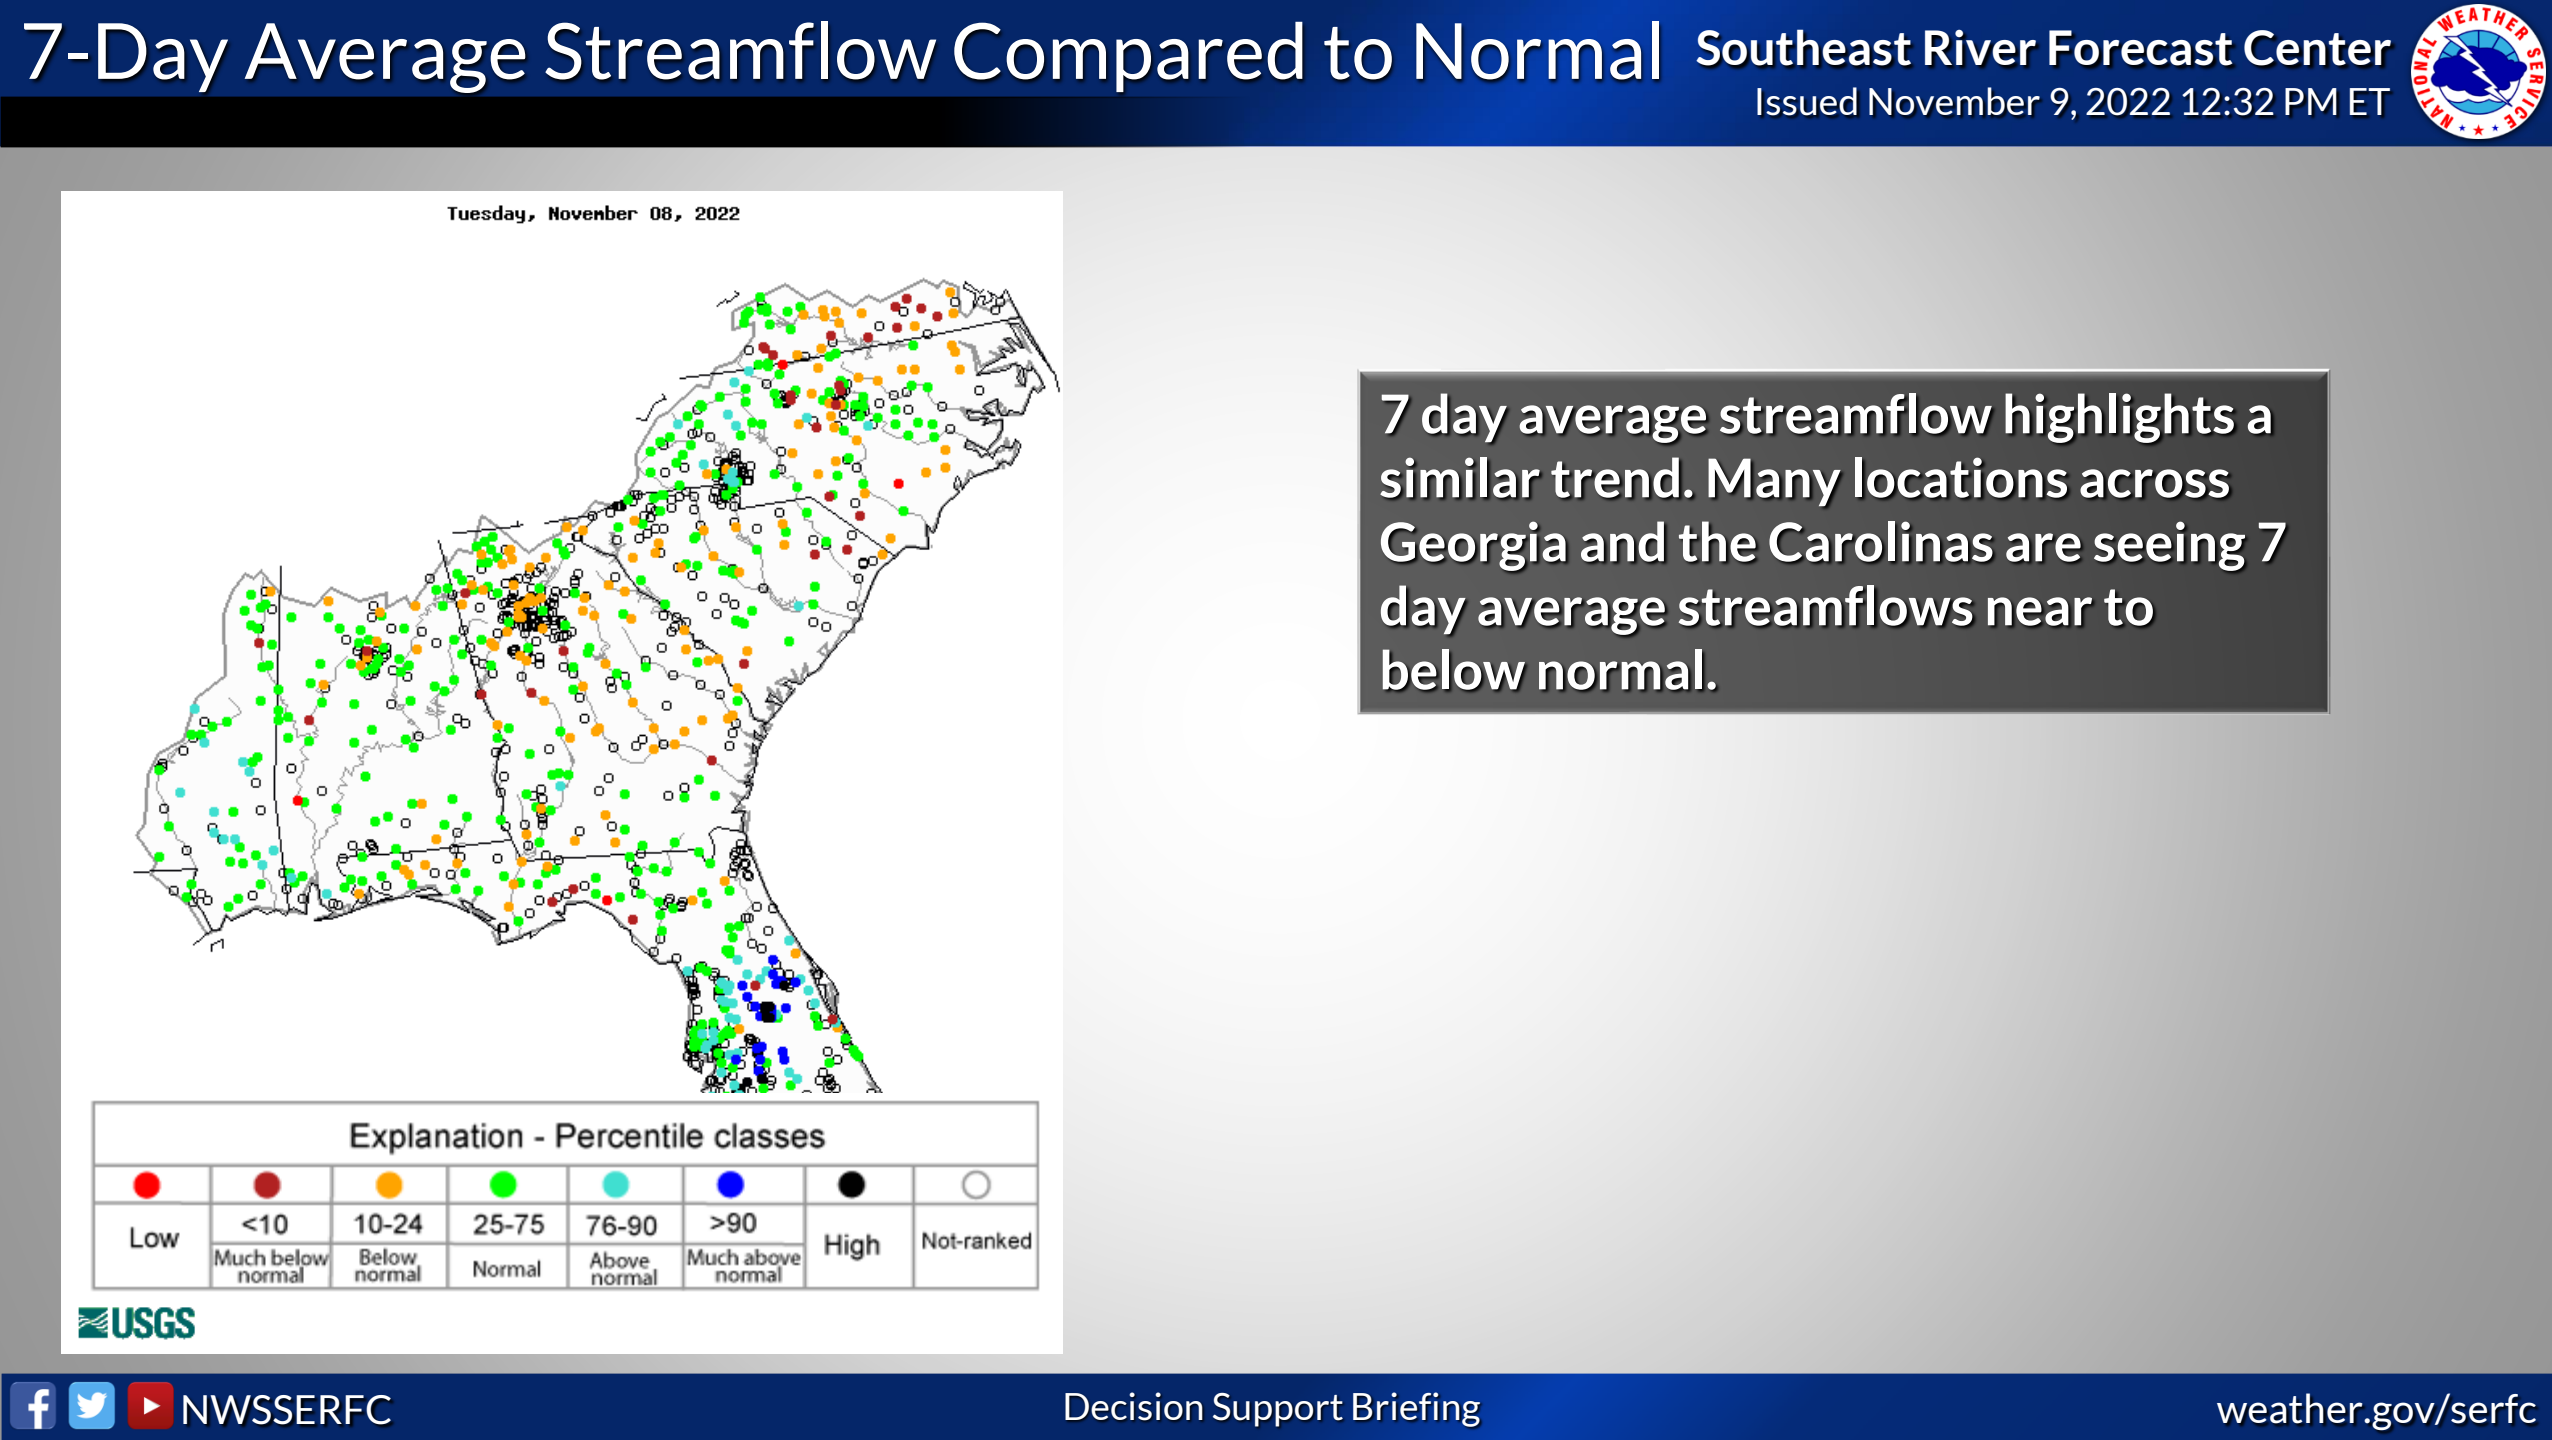 7-Day Average Streamflow Compared to Normal
Southeast River Forecast Center
Issued November 9, 2022 12:32 PM ET
NATIONAL WEATHER SERVICE
Tuesday, November 08, 2022
7 day average streamflow highlights a
similar trend. Many locations across
Georgia and the Carolinas are seeing 7
day average streamflows near to
below normal.
Explanation - Percentile classes
Low
<10
Much below
normal
10-24
Below
normal
25-75
Normal
76-90
Above
normal
>90
Much above
normal
High
Not-ranked
USGS
NWSSERFC
Decision Support Briefing
weather.gov/serfc